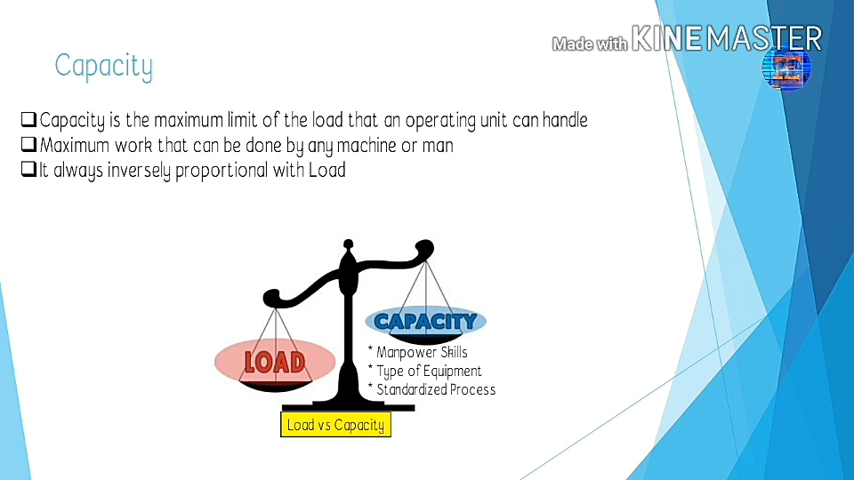 Made with KINEMASTER
Capacity
❑Capacity is the maximum limit of the load that an operating unit can handle
❑Maximum work that can be done by any machine or man
❑It always inversely proportional with Load
CAPACITY
LOAD
* Manpower Skills
* Type of Equipment
* Standardized Process
Load vs Capacity